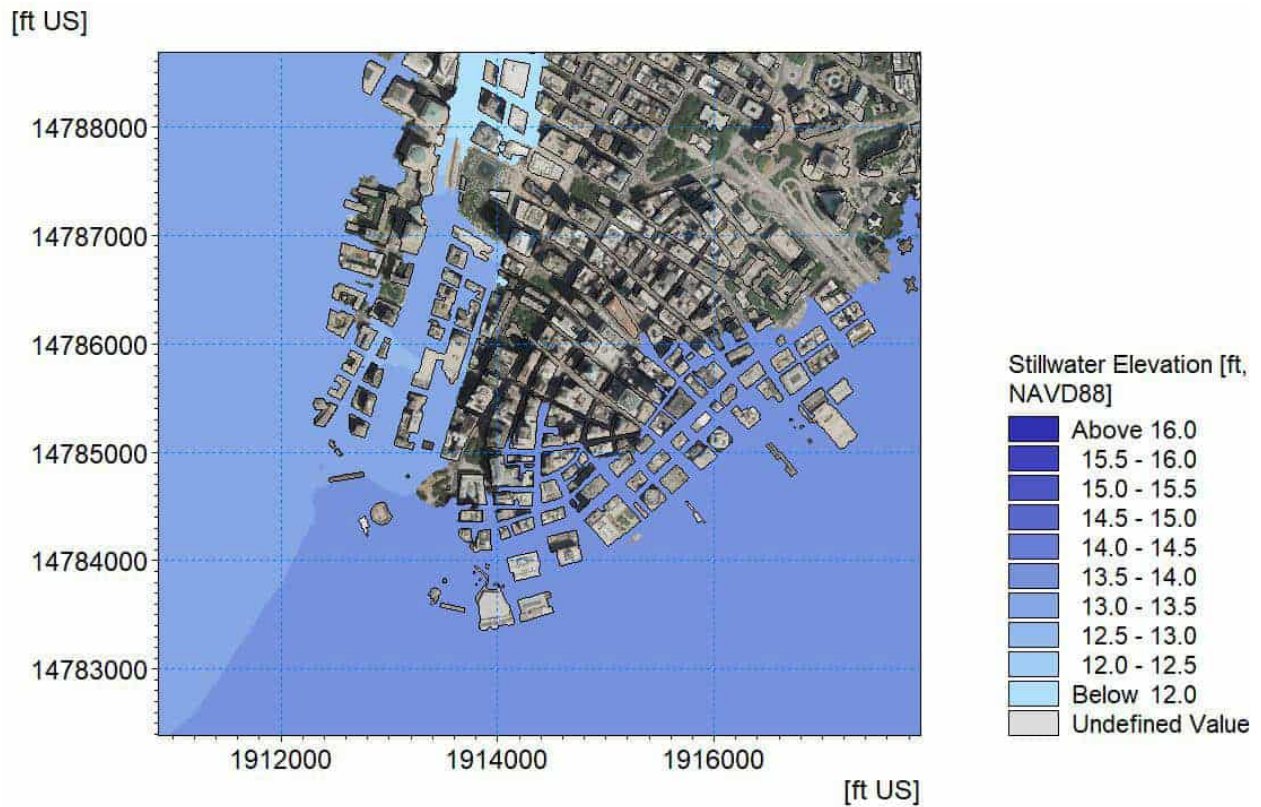 [ft US]
14788000
14787000
14786000
14785000
14784000
14783000
1912000
1914000
1916000
[ft US]
Stillwater Elevation [ft,
NAVD88]
Above 16.0
15.5 - 16.0
15.0 - 15.5
14.5 - 15.0
14.0 - 14.5
13.5 - 14.0
13.0 - 13.5
12.5 - 13.0
12.0 - 12.5
Below 12.0
Undefined Value